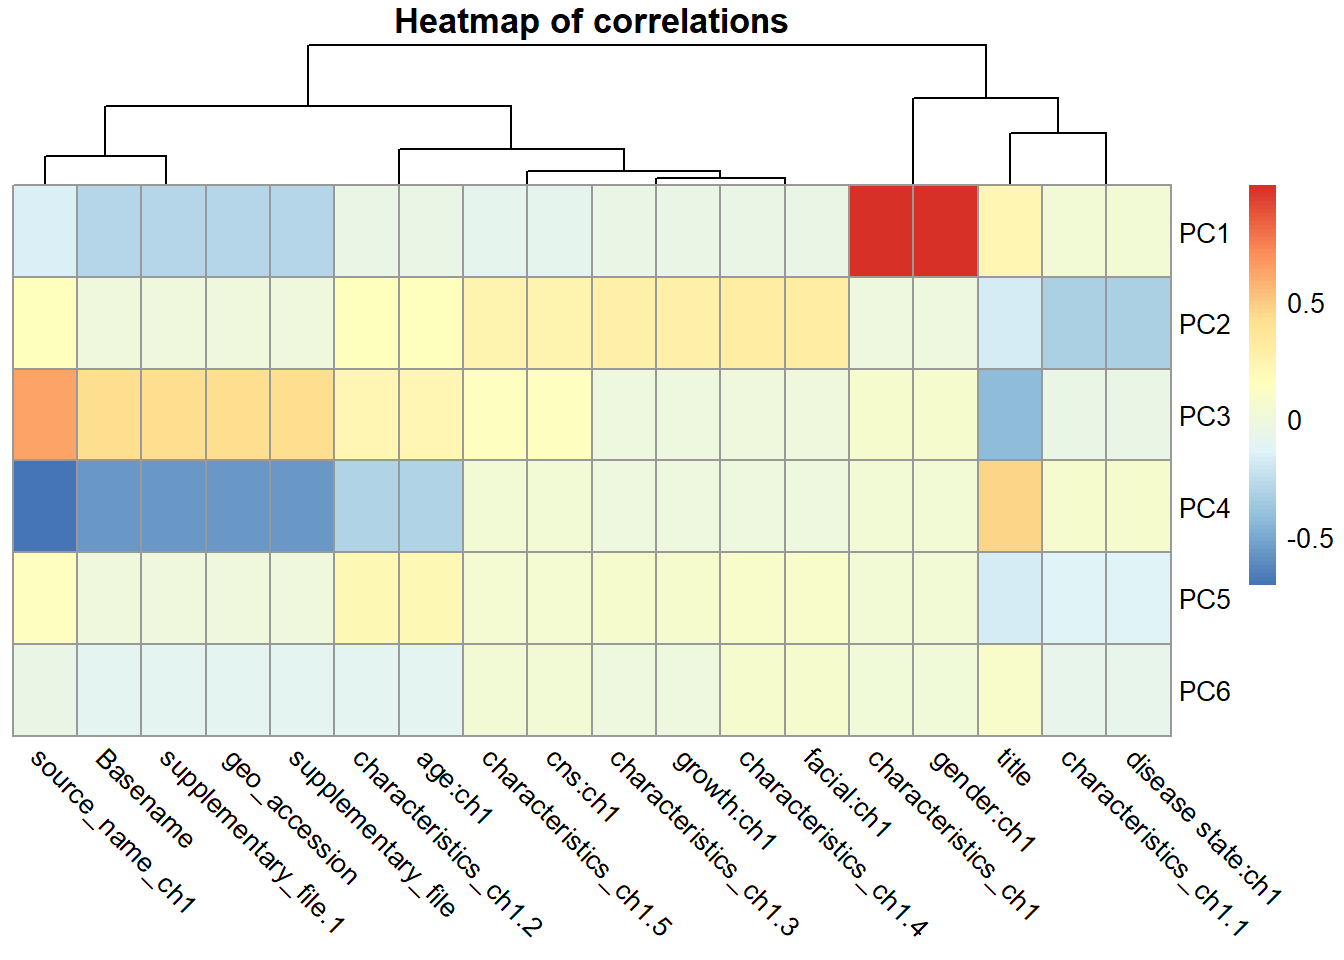 Heatmap of correlations
PC1
PC2
PC3
PC4
PC5
PC6
0.5
0
-0.5
source_name_ch1
Basename
supplementary_file.1
geo_accession
supplementary_file
characteristics_ch1.2
age:ch1
characteristics_ch1.5
cns:ch1
characteristics_ch1.3
growth:ch1
characteristics_ch1.4
facial:ch1
characteristics_ch1
gender:ch1
title
characteristics_ch1.1
disease state:ch1